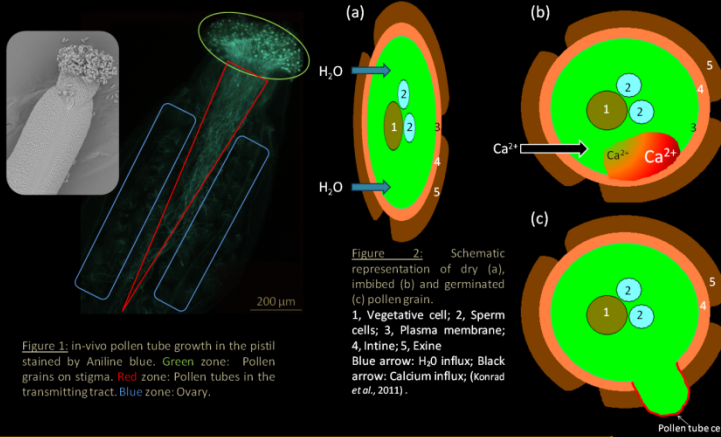 (a)
H₂O
H₂O
1
2
2
3
4
5
(b)
Ca²⁺
1
2
2
3
4
5
Ca²⁻
Ca²⁺
(c)
1
2
2
4
5
Pollen tube ce
200 µm
Figure 1: in-vivo pollen tube growth in the pistil
stained by Aniline blue. Green zone: Pollen
grains on stigma. Red zone: Pollen tubes in the
transmitting tract. Blue zone: Ovary.
Figure 2: Schematic
representation of dry (a),
imbibed (b) and germinated
(c) pollen grain.
1, Vegetative cell; 2, Sperm
cells; 3, Plasma membrane;
4, Intine; 5, Exine
Blue arrow: H₂0 influx; Black
arrow: Calcium influx; (Konrad
et al., 2011) .